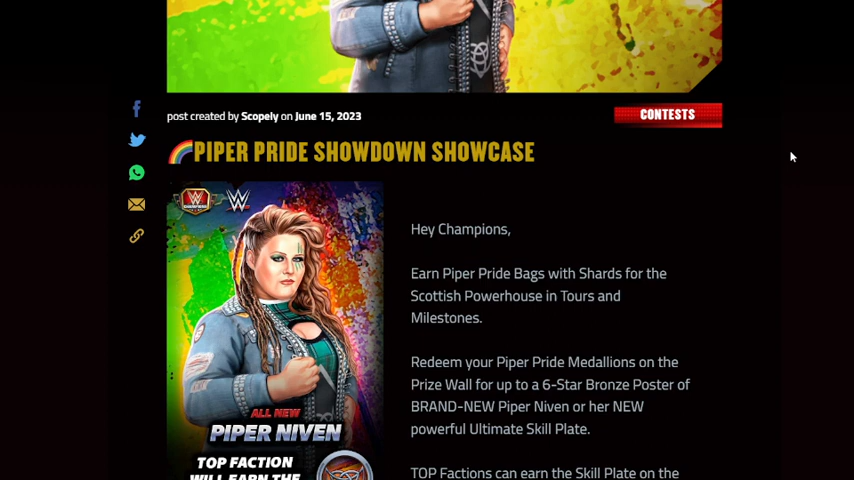 post created by Scopely on June 15, 2023
CONTESTS
PIPER PRIDE SHOWDOWN SHOWCASE
Hey Champions,
Earn Piper Pride Bags with Shards for the
Scottish Powerhouse in Tours and
Milestones.
Redeem your Piper Pride Medallions on the
Prize Wall for up to a 6-Star Bronze Poster of
BRAND-NEW Piper Niven or her NEW
powerful Ultimate Skill Plate.
TOP Factions can earn the Skill Plate on the
ALL NEW
PIPER NIVEN
TOP FACTION
WILL EARN THE